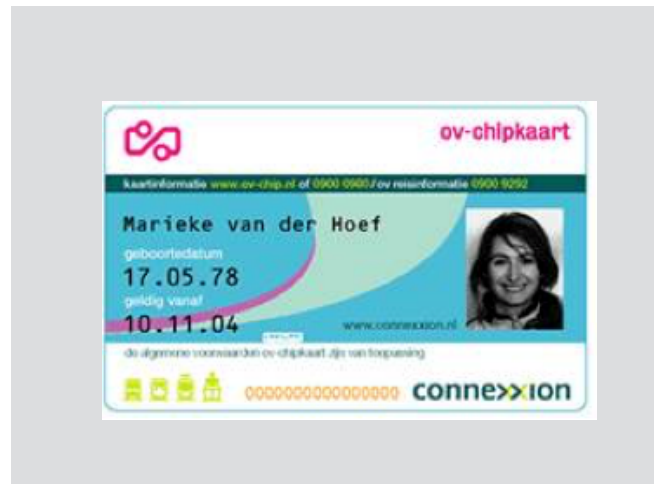 ov-chipkaart
kaartinformatie www.ov-chip.nl of 0900 0980 / ov reisinformatie 0900 9292
Marieke van der Hoef
geboortedatum
17.05.78
geldig vanaf
10.11.04
www.connexxion.nl
de algemene voorwaarden ov-chipkaart zijn van toepassing
0000000000000000 connexxion